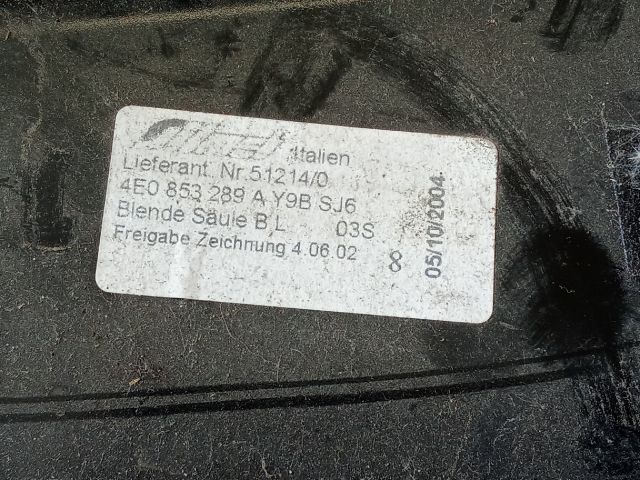 Italien
Lieferant. Nr 51214/0
4E0 853 289 A Y9B SJ6
Blende Säule B L 03S
Freigabe Zeichnung 4.06.02 8
05/10/2004